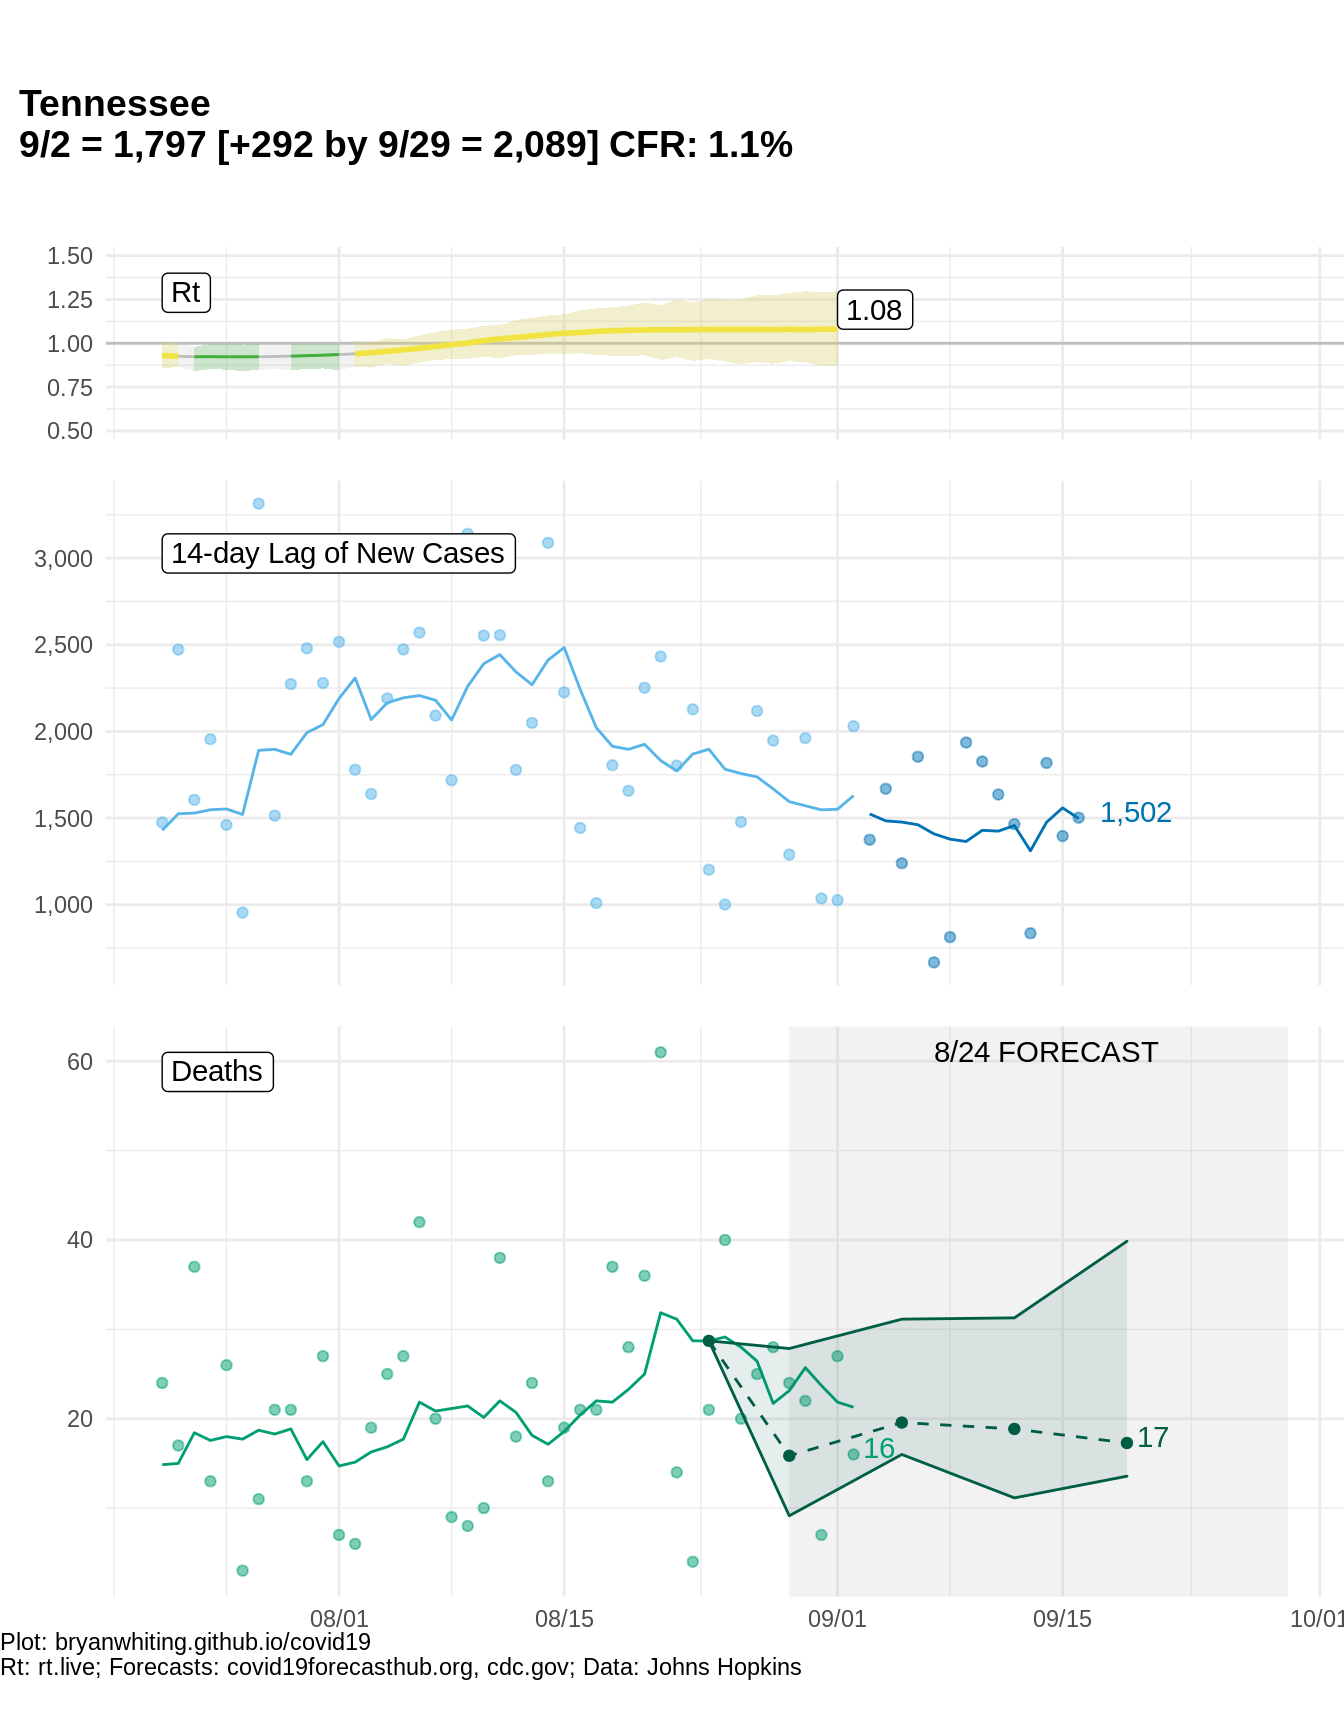 Tennessee
9/2 = 1,797 [+292 by 9/29 = 2,089] CFR: 1.1%
1.50
1.25
1.00
0.75
0.50
Rt
1.08
3,000
2,500
2,000
1,500
1,000
14-day Lag of New Cases
1,502
60
40
20
Deaths
8/24 FORECAST
16
17
08/01
08/15
09/01
09/15
10/01
Plot: bryanwhiting.github.io/covid19
Rt: rt.live; Forecasts: covid19forecasthub.org, cdc.gov; Data: Johns Hopkins